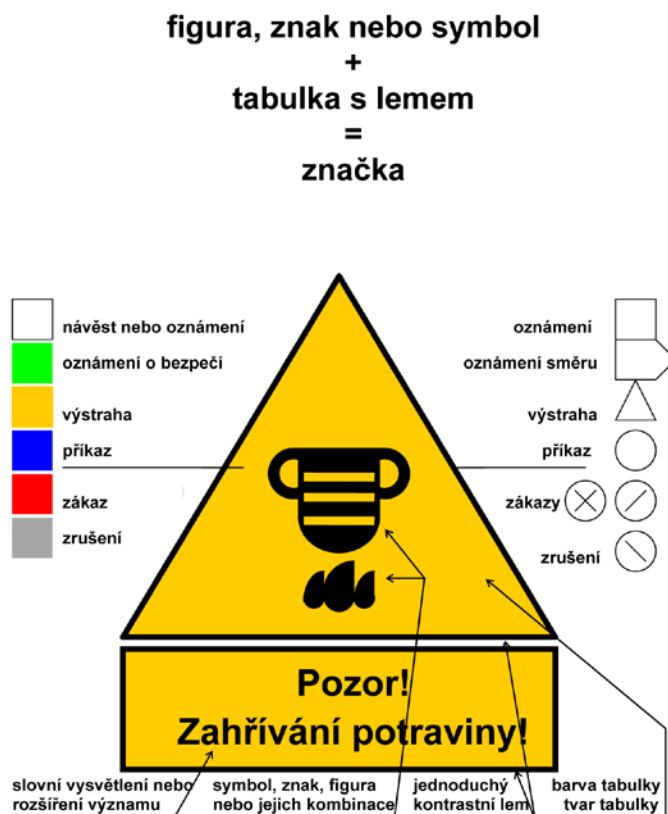 figura, znak nebo symbol
+
tabulka s lemem
=
značka
návěst nebo oznámení
oznámení o bezpečí
výstraha
příkaz
zákaz
zrušení
oznámení
oznámení směru
výstraha
příkaz
zákazy
zrušení
Pozor!
Zahřívání potraviny!
slovní vysvětlení nebo
rozšíření významu
symbol, znak, figura
nebo jejich kombinace
jednoduchý
kontrastní lem
barva tabulky
tvar tabulky